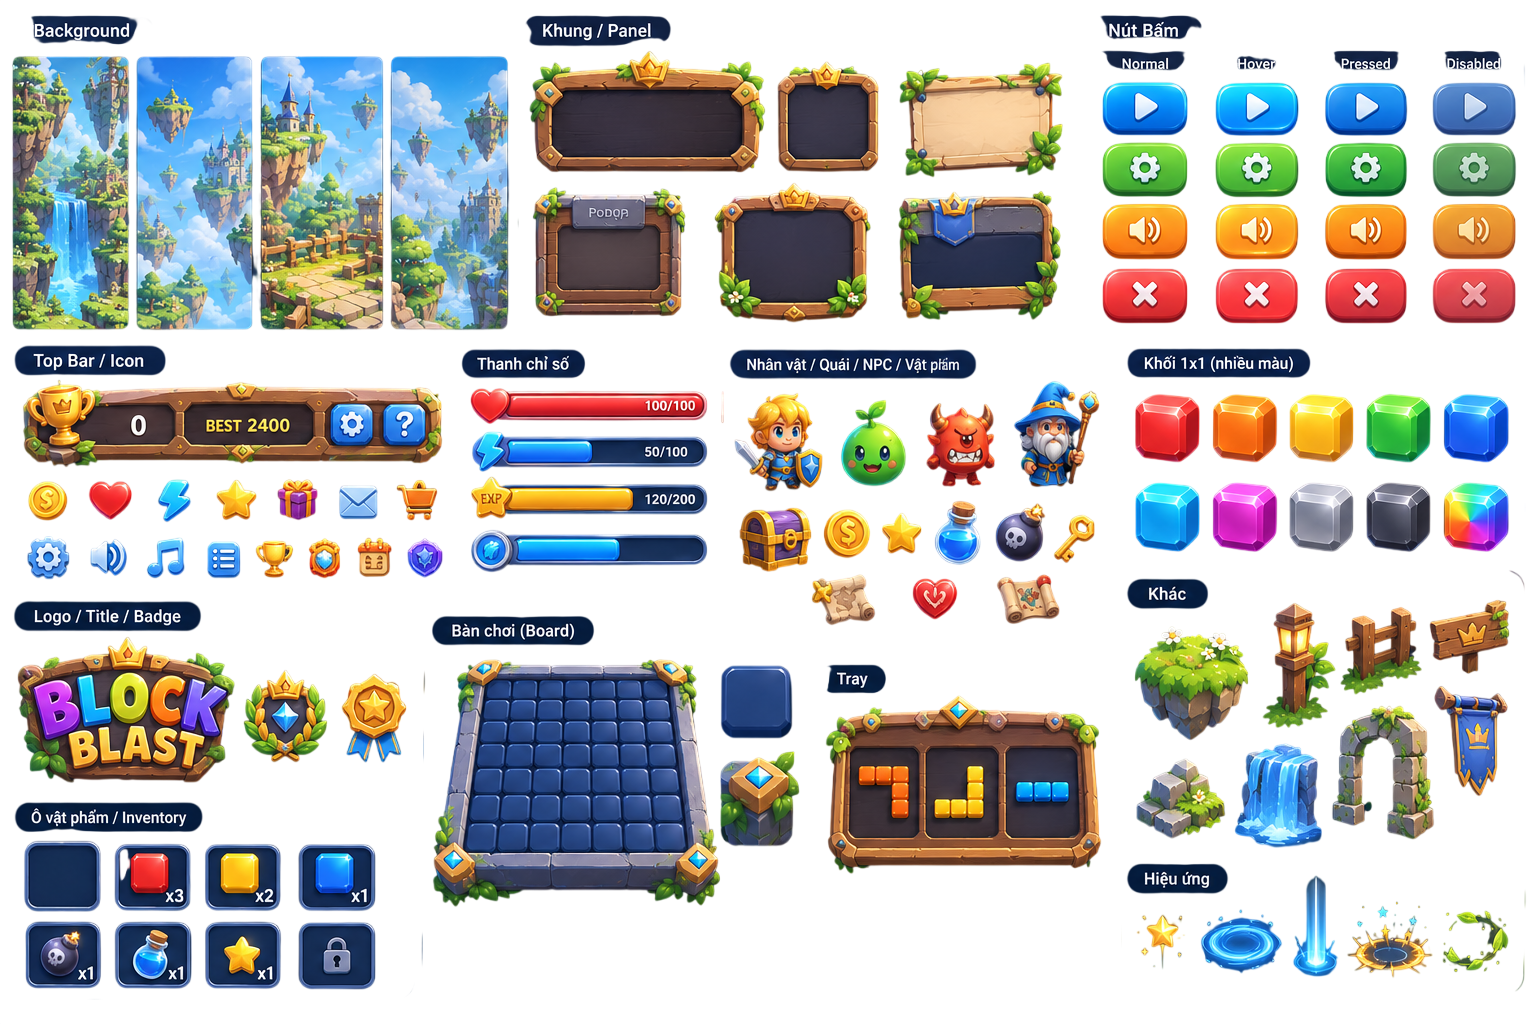 Background
Khung / Panel
Nút Bấm
Normal
Hover
Pressed
Disabled
Top Bar / Icon
0
BEST 2400
Thanh chỉ số
100/100
50/100
EXP
120/200
Nhân vật / Quái / NPC / Vật phẩm
Khối 1x1 (nhiều màu)
Logo / Title / Badge
BLOCK
BLAST
Bàn chơi (Board)
Tray
Khác
Ô vật phẩm / Inventory
x3
x2
x1
x1
x1
x1
Hiệu ứng